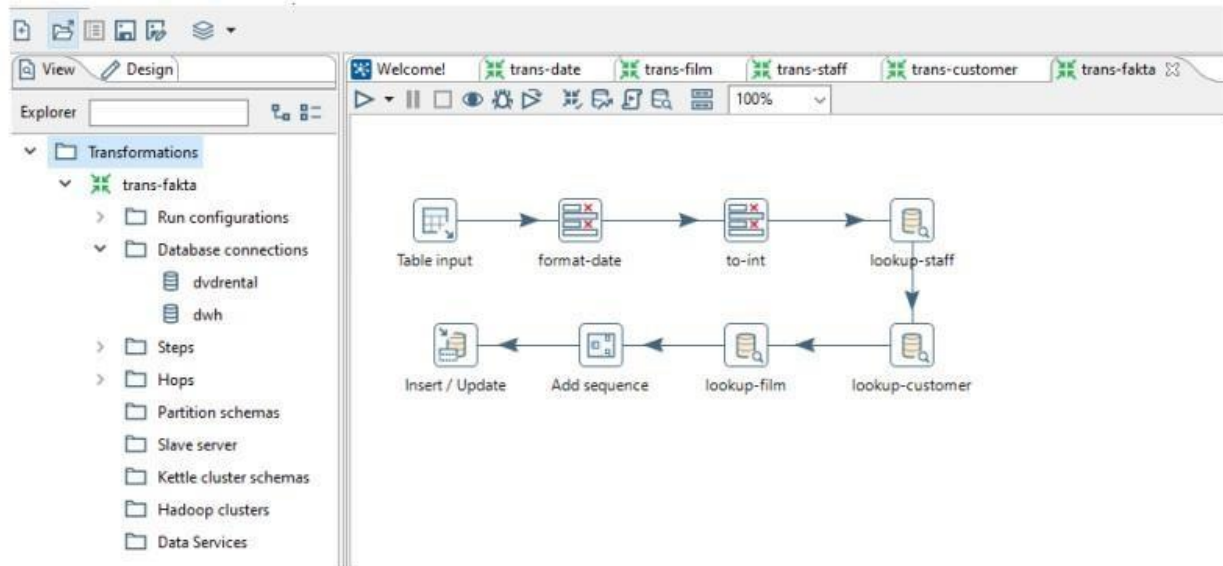 View
Design
Welcome!
trans-date
trans-film
trans-staff
trans-customer
trans-fakta
Explorer
100%
Transformations
trans-fakta
Run configurations
Database connections
dvdrental
dwh
Steps
Hops
Partition schemas
Slave server
Kettle cluster schemas
Hadoop clusters
Data Services
Table input
format-date
to-int
lookup-staff
Insert / Update
Add sequence
lookup-film
lookup-customer